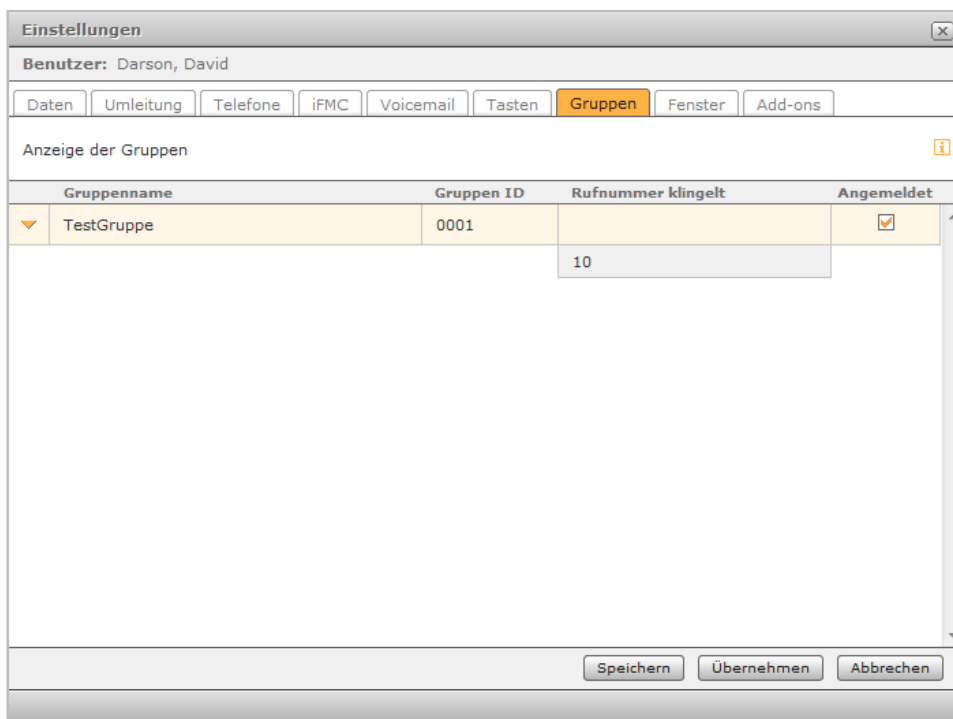 Einstellungen
Benutzer: Darson, David
Daten Umleitung Telefone iFMC Voicemail Tasten Gruppen Fenster Add-ons
Anzeige der Gruppen
Gruppenname Gruppen ID Rufnummer klingelt Angemeldet
TestGruppe 0001
10
Speichern Übernehmen Abbrechen